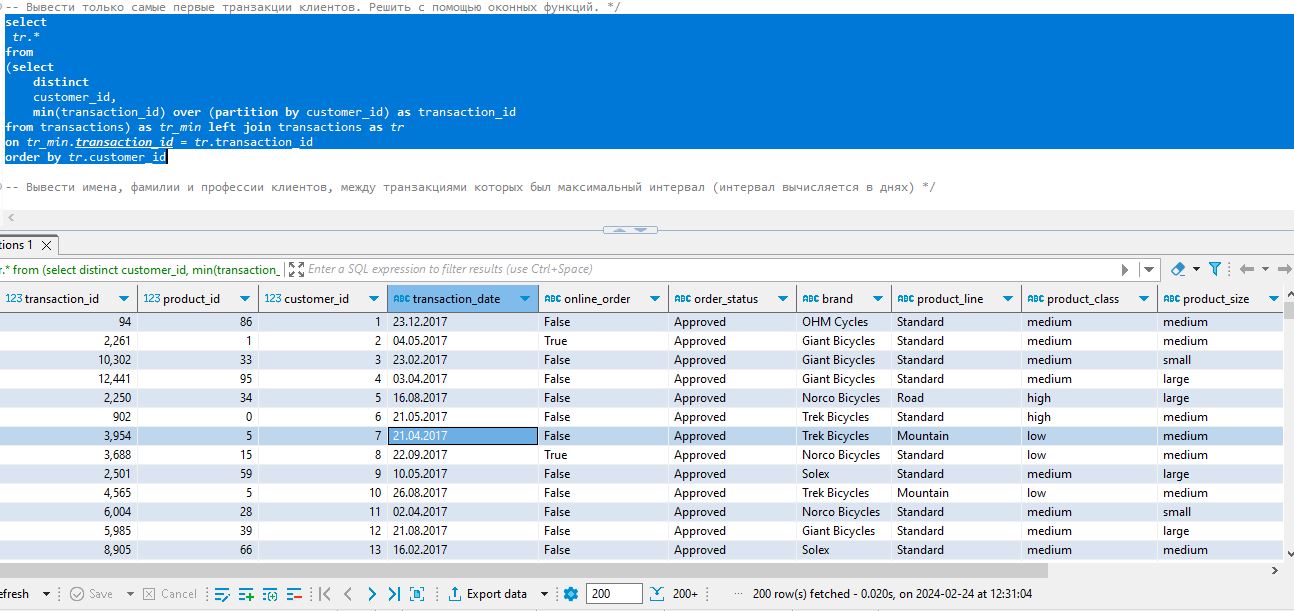 -- Вывести только самые первые транзакции клиентов. Решить с помощью оконных функций. */
select
tr.*
from
(select
distinct
customer_id,
min(transaction_id) over (partition by customer_id) as transaction_id
from transactions) as tr_min left join transactions as tr
on tr_min.transaction_id = tr.transaction_id
order by tr.customer_id
-- Вывести имена, фамилии и профессии клиентов, между транзакциями которых был максимальный интервал (интервал вычисляется в днях) */
tions 1
r.* from (select distinct customer_id, min(transaction_ Enter a SQL expression to filter results (use Ctrl+Space)
123 transaction_id 123 product_id 123 customer_id ABC transaction_date ABC online_order ABC order_status ABC brand ABC product_line ABC product_class ABC product_size
94 86 1 23.12.2017 False Approved OHM Cycles Standard medium medium
2,261 1 2 04.05.2017 True Approved Giant Bicycles Standard medium medium
10,302 33 3 23.02.2017 False Approved Giant Bicycles Standard medium small
12,441 95 4 03.04.2017 False Approved Giant Bicycles Standard medium large
2,250 34 5 16.08.2017 False Approved Norco Bicycles Road high large
902 0 6 21.05.2017 False Approved Trek Bicycles Standard high medium
3,954 5 7 21.04.2017 False Approved Trek Bicycles Mountain low medium
3,688 15 8 22.09.2017 True Approved Norco Bicycles Standard low medium
2,501 59 9 10.05.2017 False Approved Solex Standard medium large
4,565 5 10 26.08.2017 False Approved Trek Bicycles Mountain low medium
6,004 28 11 02.04.2017 False Approved Norco Bicycles Standard medium small
5,985 39 12 21.08.2017 False Approved Giant Bicycles Standard medium large
8,905 66 13 16.02.2017 False Approved Solex Standard medium medium
efresh Save Cancel Export data 200 200+ 200 row(s) fetched - 0.020s, on 2024-02-24 at 12:31:04